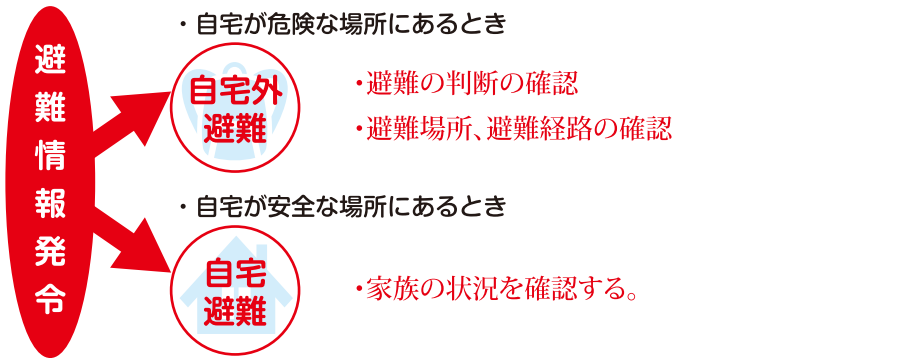 避難情報発令
・自宅が危険な場所にあるとき
自宅外
避難
・避難の判断の確認
・避難場所、避難経路の確認
・自宅が安全な場所にあるとき
自宅
避難
・家族の状況を確認する。